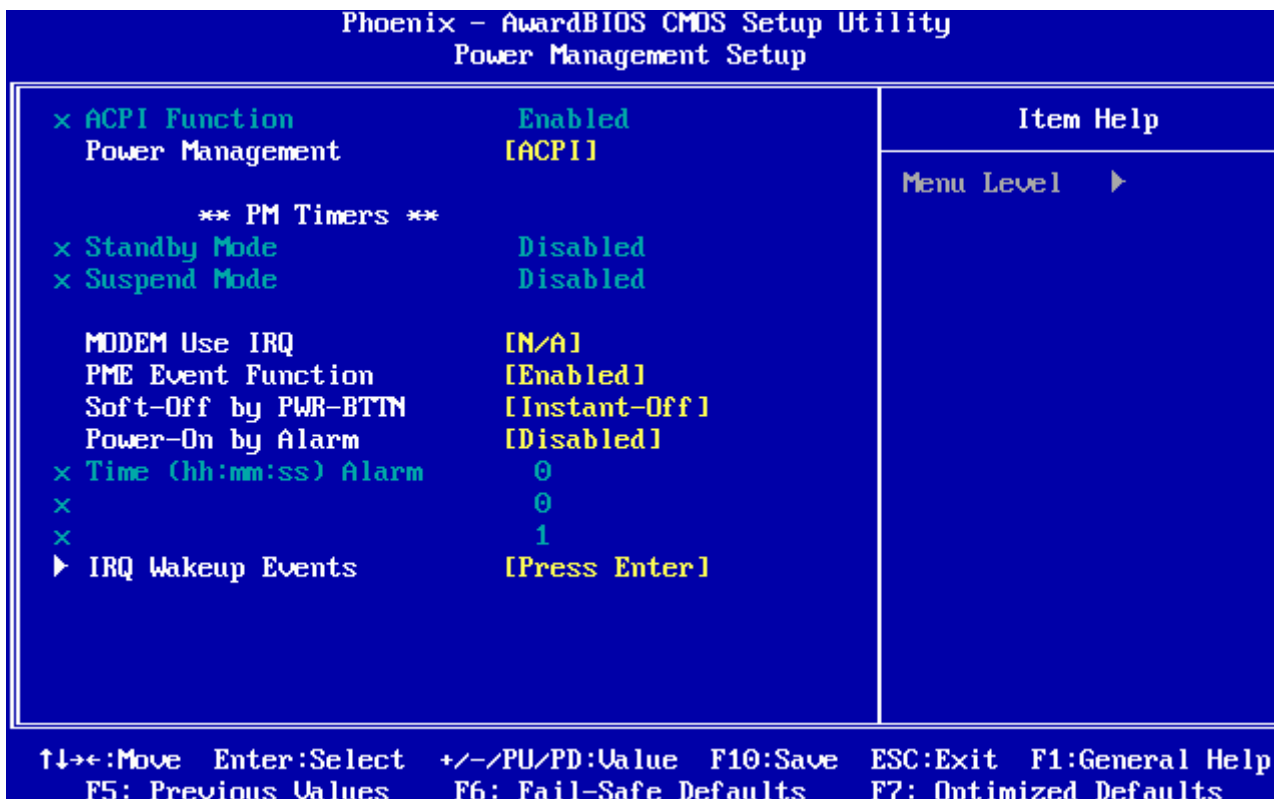 Phoenix - AwardBIOS CMOS Setup Utility
Power Management Setup
x ACPI Function Enabled
Power Management [ACPI]
** PM Timers **
x Standby Mode Disabled
x Suspend Mode Disabled
MODEM Use IRQ [N/A]
PME Event Function [Enabled]
Soft-Off by PWR-BTTN [Instant-Off]
Power-On by Alarm [Disabled]
x Time (hh:mm:ss) Alarm 0
x 0
x 1
▶ IRQ Wakeup Events [Press Enter]
Item Help
Menu Level ▶
↑↓→←:Move Enter:Select +/-/PU/PD:Value F10:Save ESC:Exit F1:General Help
F5: Previous Values F6: Fail-Safe Defaults F7: Optimized Defaults